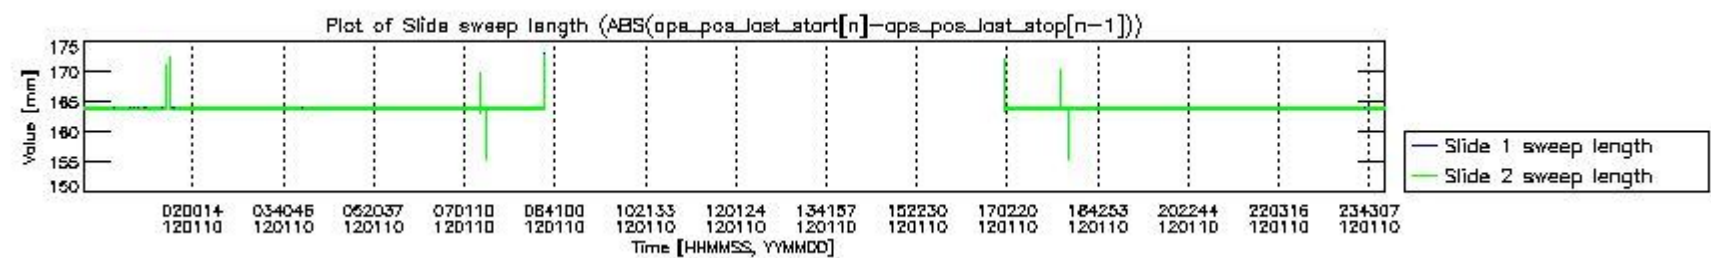 Plot of Slide sweep length (ABS(aps_pos_last_start[n]-aps_pos_last_stop[n-1]))
175
170
165
160
155
150
Value [mm]
Slide 1 sweep length
Slide 2 sweep length
020014 034046 052037 070110 084100 102133 120124 134157 152230 170220 184253 202244 220316 234307
120110 120110 120110 120110 120110 120110 120110 120110 120110 120110 120110 120110 120110 120110
Time [HHMMSS, YYMMDD]